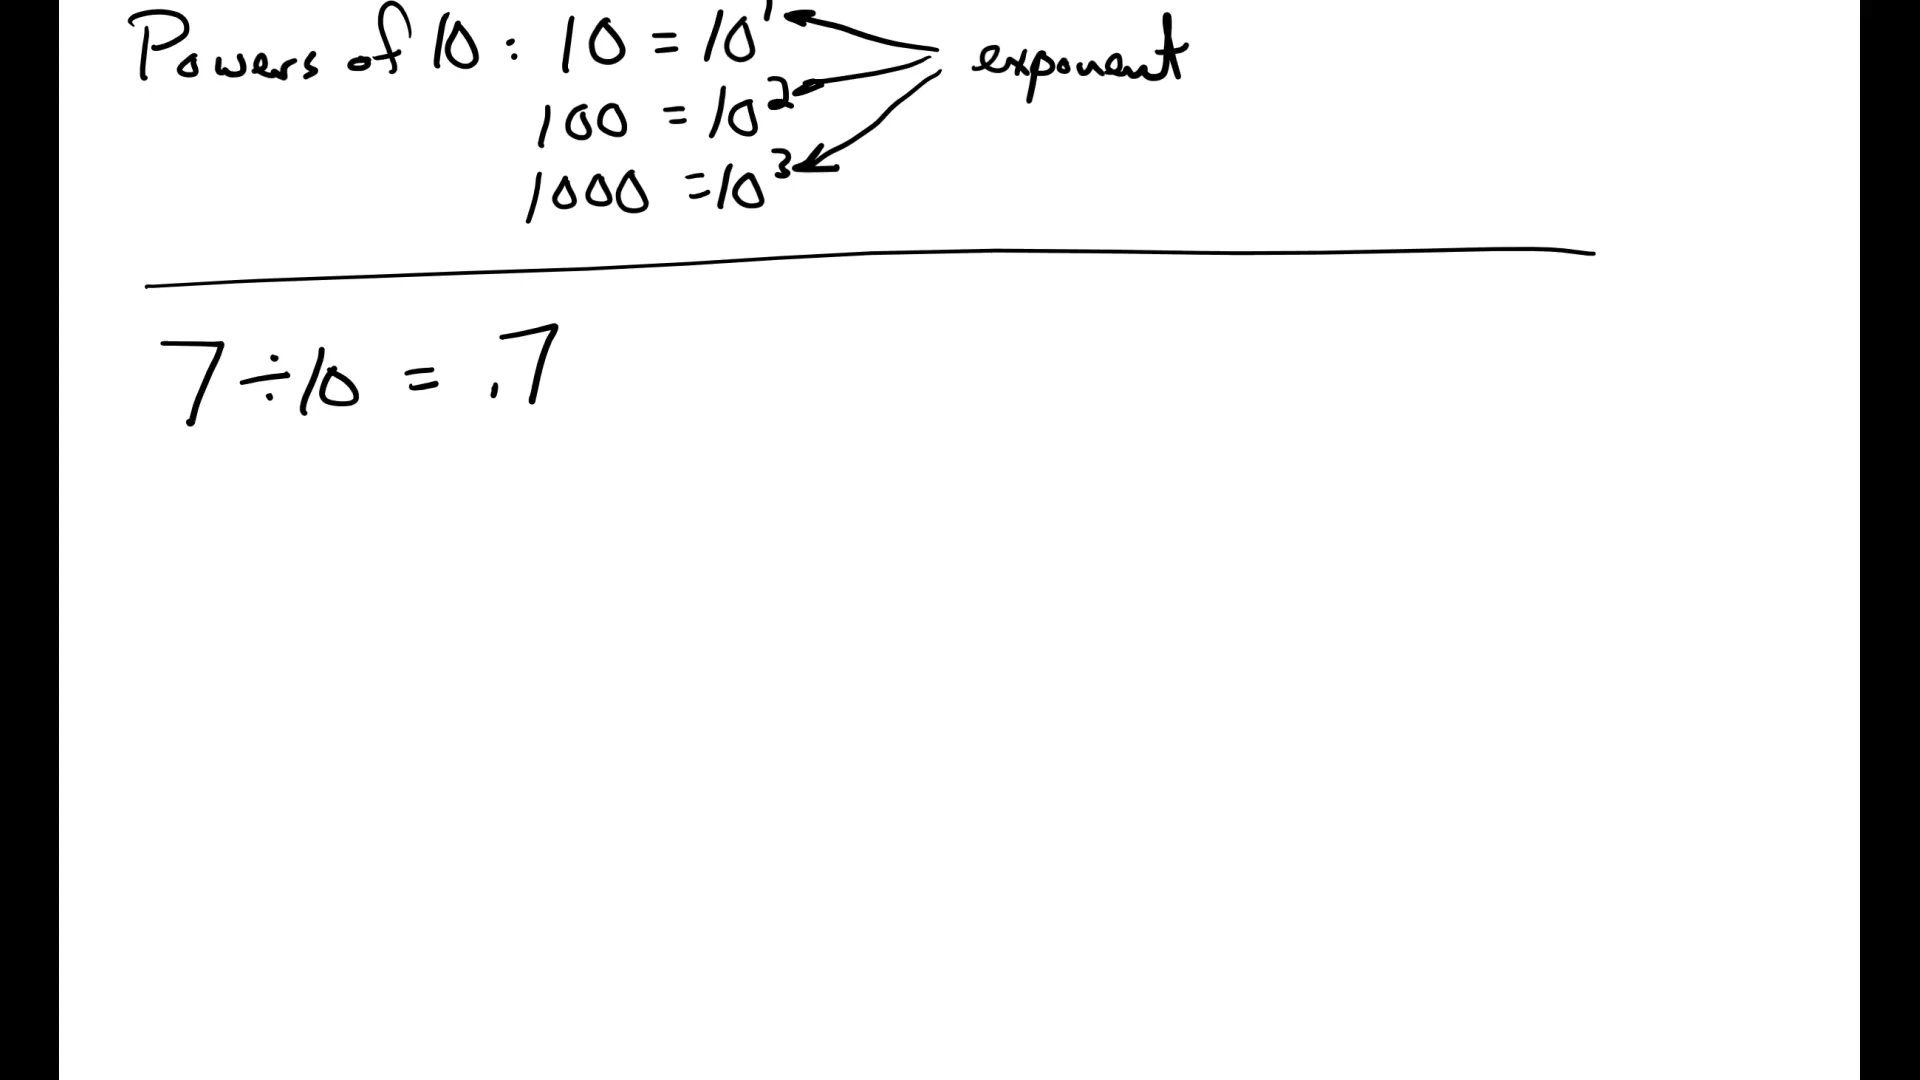 Powers of 10 : 10 = 10¹ exponent
100 = 10²
1000 = 10³
7 ÷ 10 = .7